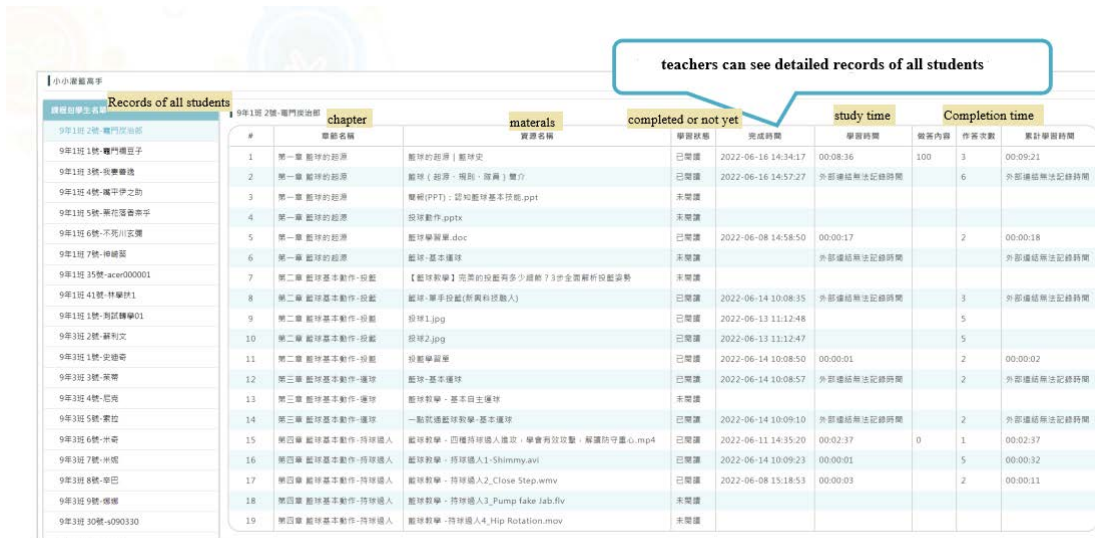 teachers can see detailed records of all students
小小灌籃高手
課程包學生名單
Records of all students
9年1班 2號-竈門炭治郎
9年1班 1號-竈門禰豆子
9年1班 3號-我妻善逸
9年1班 4號-嘴平伊之助
9年1班 5號-栗花落香奈乎
9年1班 6號-不死川玄彌
9年1班 7號-神崎葵
9年1班 35號-acer000001
9年1班 41號-林學扶1
9年1班 1號-測試轉學01
9年3班 2號-蘇利文
9年3班 1號-史迪奇
9年3班 3號-茉蒂
9年3班 4號-尼克
9年3班 5號-索拉
9年3班 6號-米奇
9年3班 7號-米妮
9年3班 8號-辛巴
9年3班 9號-娜娜
9年3班 30號-s090330
9年1班 2號-竈門炭治郎
chapter materals completed or not yet study time Completion time
# 章節名稱 資源名稱 學習狀態 完成時間 學習時間 做答內容 作答次數 累計學習時間
1 第一章 籃球的起源 籃球的起源 | 籃球史 已閱讀 2022-06-16 14:34:17 00:08:36 100 3 00:09:21
2 第一章 籃球的起源 籃球(起源、規則、隊員)簡介 已閱讀 2022-06-16 14:57:27 外部連結無法記錄時間 6 外部連結無法記錄時間
3 第一章 籃球的起源 簡報(PPT):認知籃球基本技能.ppt 未閱讀
4 第一章 籃球的起源 投球動作.pptx 未閱讀
5 第一章 籃球的起源 籃球學習單.doc 已閱讀 2022-06-08 14:58:50 00:00:17 2 00:00:18
6 第一章 籃球的起源 籃球-基本運球 未閱讀 外部連結無法記錄時間 外部連結無法記錄時間
7 第二章 籃球基本動作-投籃 【籃球教學】完美的投籃有多少細節?3步全面解析投籃姿勢 未閱讀
8 第二章 籃球基本動作-投籃 籃球-單手投籃(新興科技融入) 已閱讀 2022-06-14 10:08:35 外部連結無法記錄時間 3 外部連結無法記錄時間
9 第二章 籃球基本動作-投籃 投球1.jpg 已閱讀 2022-06-13 11:12:48 5
10 第二章 籃球基本動作-投籃 投球2.jpg 已閱讀 2022-06-13 11:12:47 5
11 第二章 籃球基本動作-投籃 投籃學習單 已閱讀 2022-06-14 10:08:50 00:00:01 2 00:00:02
12 第三章 籃球基本動作-運球 籃球-基本運球 已閱讀 2022-06-14 10:08:57 外部連結無法記錄時間 2 外部連結無法記錄時間
13 第三章 籃球基本動作-運球 籃球教學-基本自主運球 未閱讀
14 第三章 籃球基本動作-運球 一點就通籃球教學-基本運球 已閱讀 2022-06-14 10:09:10 外部連結無法記錄時間 2 外部連結無法記錄時間
15 第四章 籃球基本動作-持球過人 籃球教學-四種持球過人進攻,學會有效攻擊,解讀防守重心.mp4 已閱讀 2022-06-11 14:35:20 00:02:37 0 1 00:02:37
16 第四章 籃球基本動作-持球過人 籃球教學-持球過人1-Shimmy.avi 已閱讀 2022-06-14 10:09:23 00:00:01 5 00:00:32
17 第四章 籃球基本動作-持球過人 籃球教學-持球過人2_Close Step.wmv 已閱讀 2022-06-08 15:18:53 00:00:03 2 00:00:11
18 第四章 籃球基本動作-持球過人 籃球教學-持球過人3_Pump fake Jab.flv 未閱讀
19 第四章 籃球基本動作-持球過人 籃球教學-持球過人4_Hip Rotation.mov 未閱讀